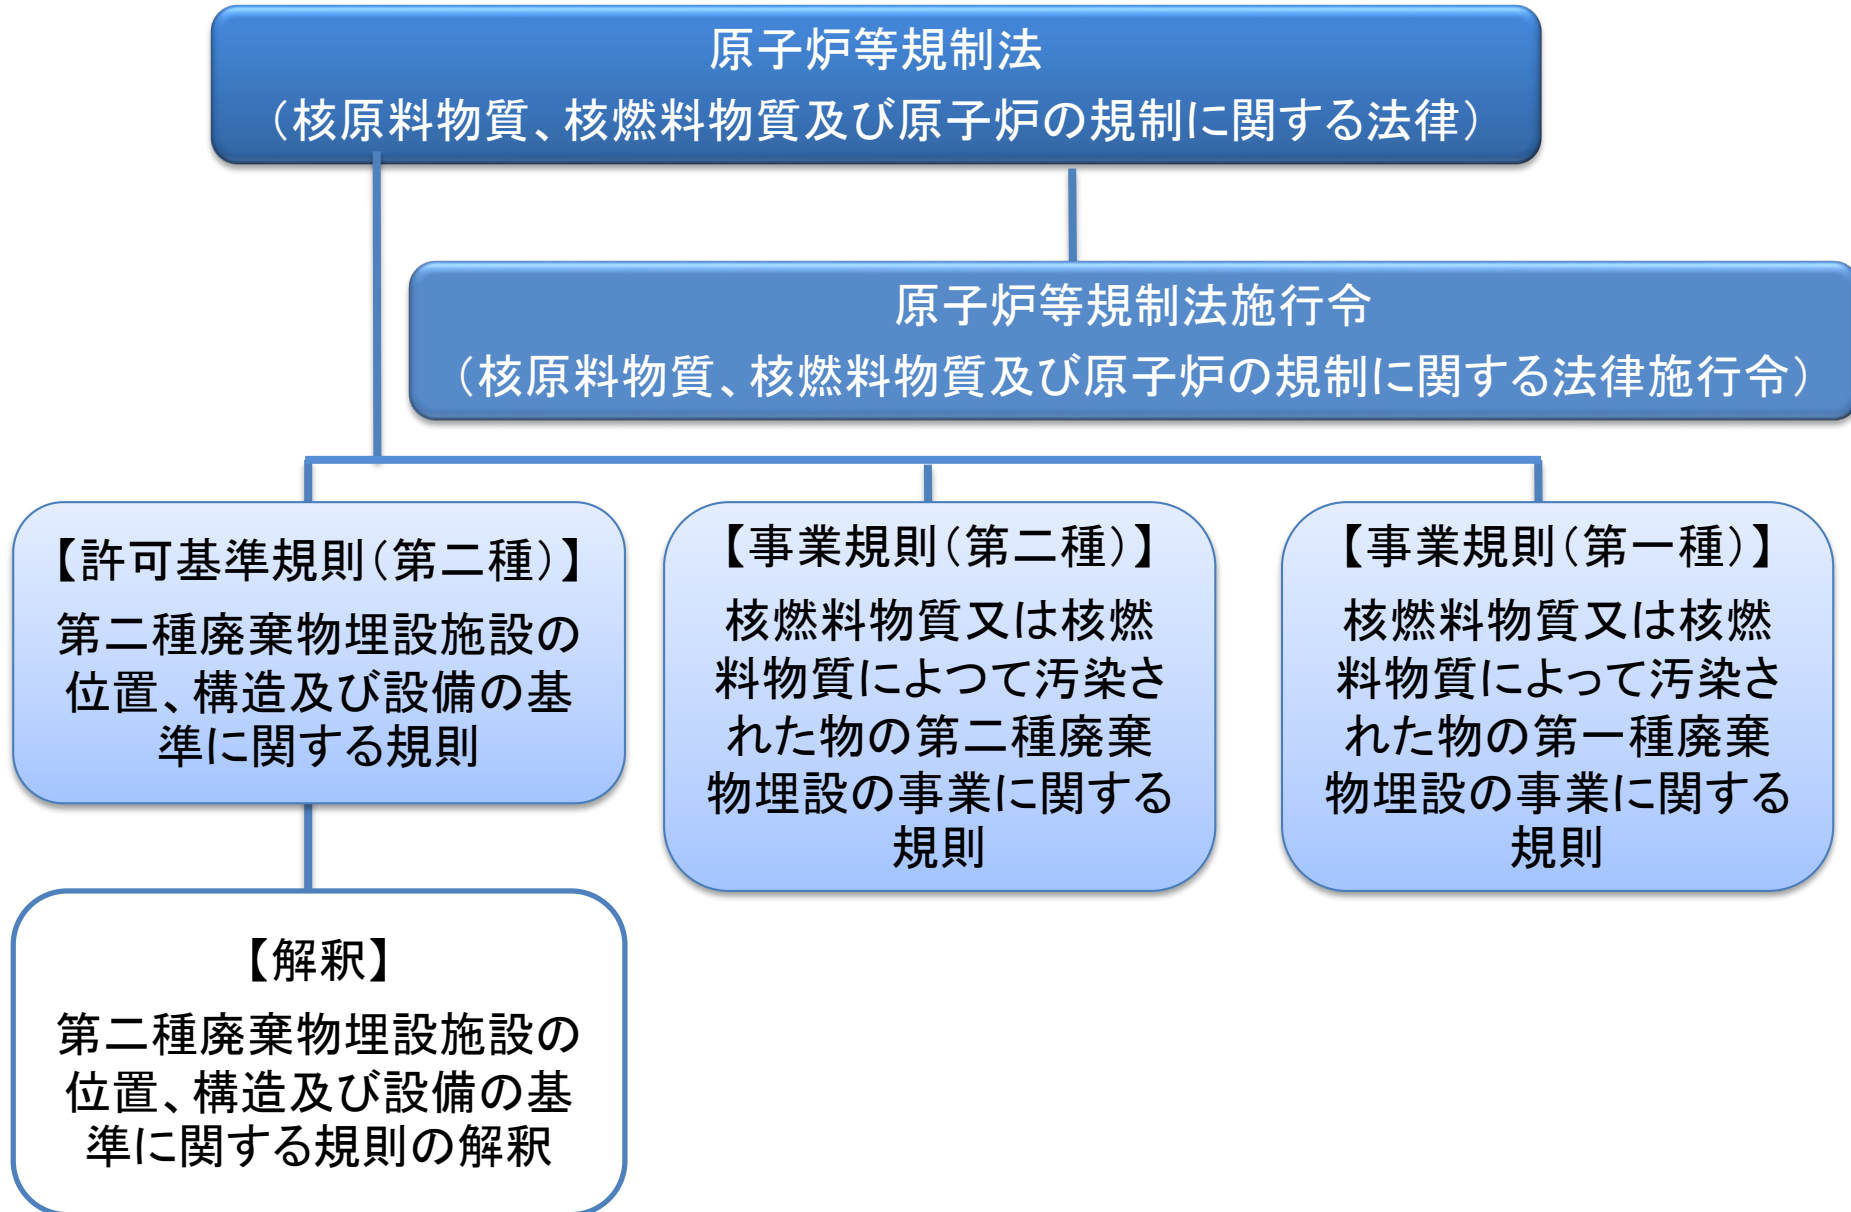 原子炉等規制法
（核原料物質、核燃料物質及び原子炉の規制に関する法律）
原子炉等規制法施行令
（核原料物質、核燃料物質及び原子炉の規制に関する法律施行令）
【許可基準規則（第二種）】
第二種廃棄物埋設施設の
位置、構造及び設備の基
準に関する規則
【事業規則（第二種）】
核燃料物質又は核燃
料物質によつて汚染さ
れた物の第二種廃棄
物埋設の事業に関する
規則
【事業規則（第一種）】
核燃料物質又は核燃
料物質によって汚染さ
れた物の第一種廃棄
物埋設の事業に関する
規則
【解釈】
第二種廃棄物埋設施設の
位置、構造及び設備の基
準に関する規則の解釈